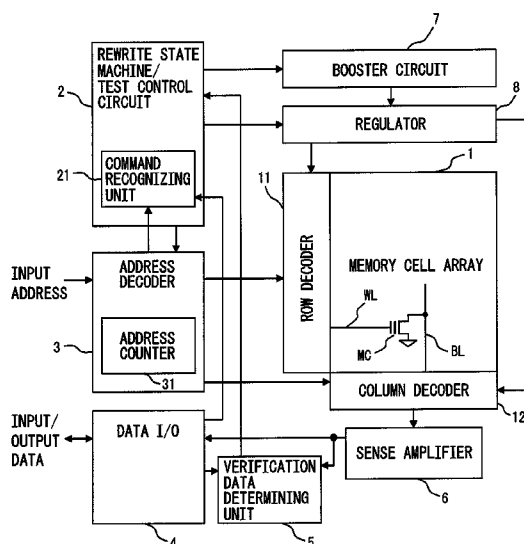 7
REWRITE STATE
MACHINE/
TEST CONTROL
CIRCUIT
2
BOOSTER CIRCUIT
8
REGULATOR
1
21
COMMAND
RECOGNIZING
UNIT
11
INPUT
ADDRESS
ADDRESS
DECODER
ROW DECODER
MEMORY CELL ARRAY
WL
MC
BL
3
ADDRESS
COUNTER
31
COLUMN DECODER
12
INPUT/
OUTPUT
DATA
DATA I/O
SENSE AMPLIFIER
VERIFICATION
DATA
DETERMINING
UNIT
6
4
5